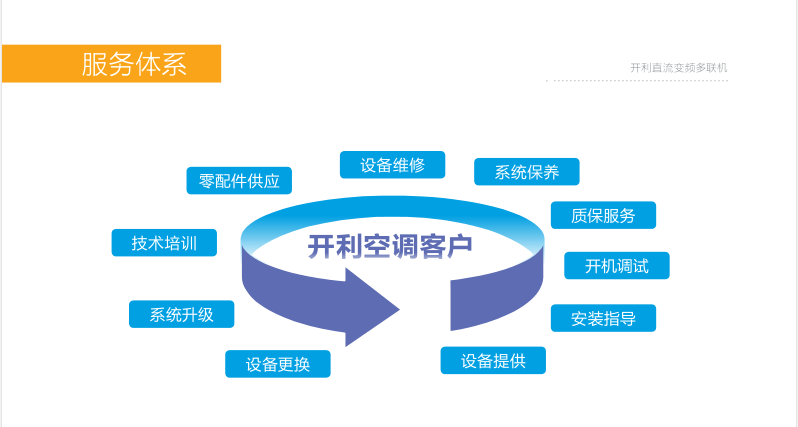 服务体系
开利直流变频多联机
设备维修
系统保养
零配件供应
质保服务
技术培训
开利空调客户
开机调试
系统升级
安装指导
设备更换
设备提供